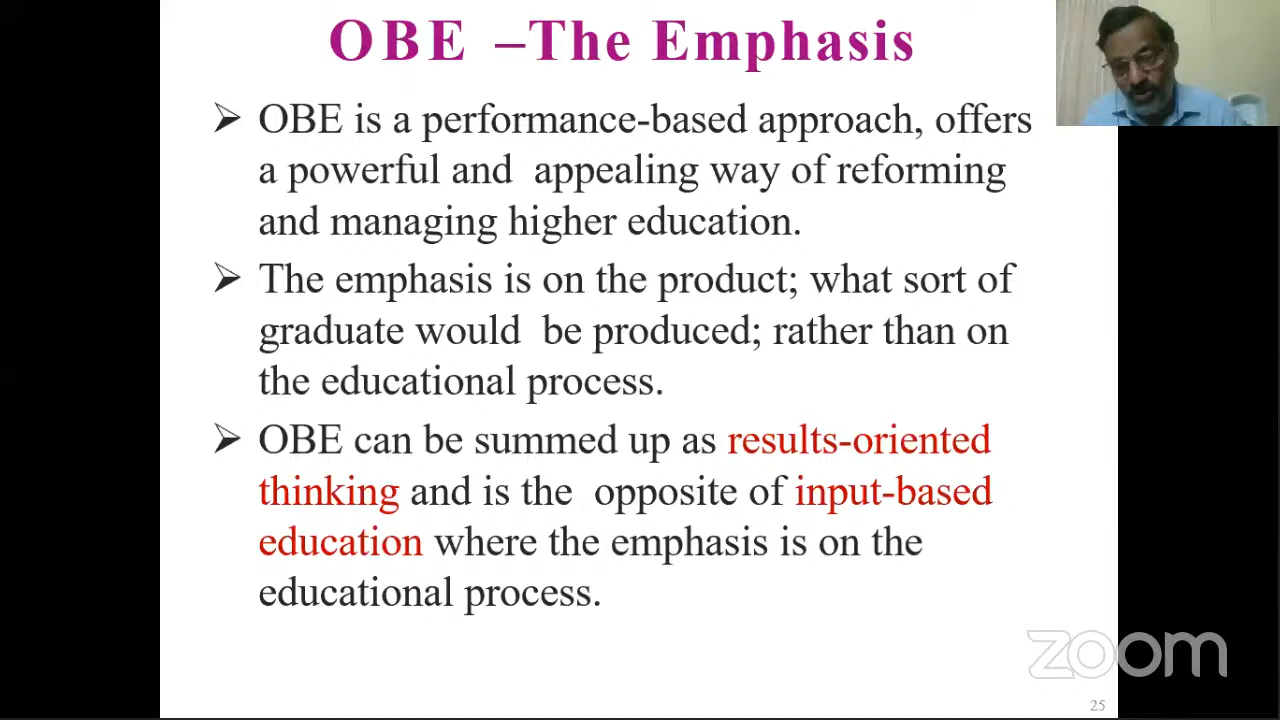 OBE –The Emphasis
➢ OBE is a performance-based approach, offers
a powerful and appealing way of reforming
and managing higher education.
➢ The emphasis is on the product; what sort of
graduate would be produced; rather than on
the educational process.
➢ OBE can be summed up as results-oriented
thinking and is the opposite of input-based
education where the emphasis is on the
educational process.
zoom
25